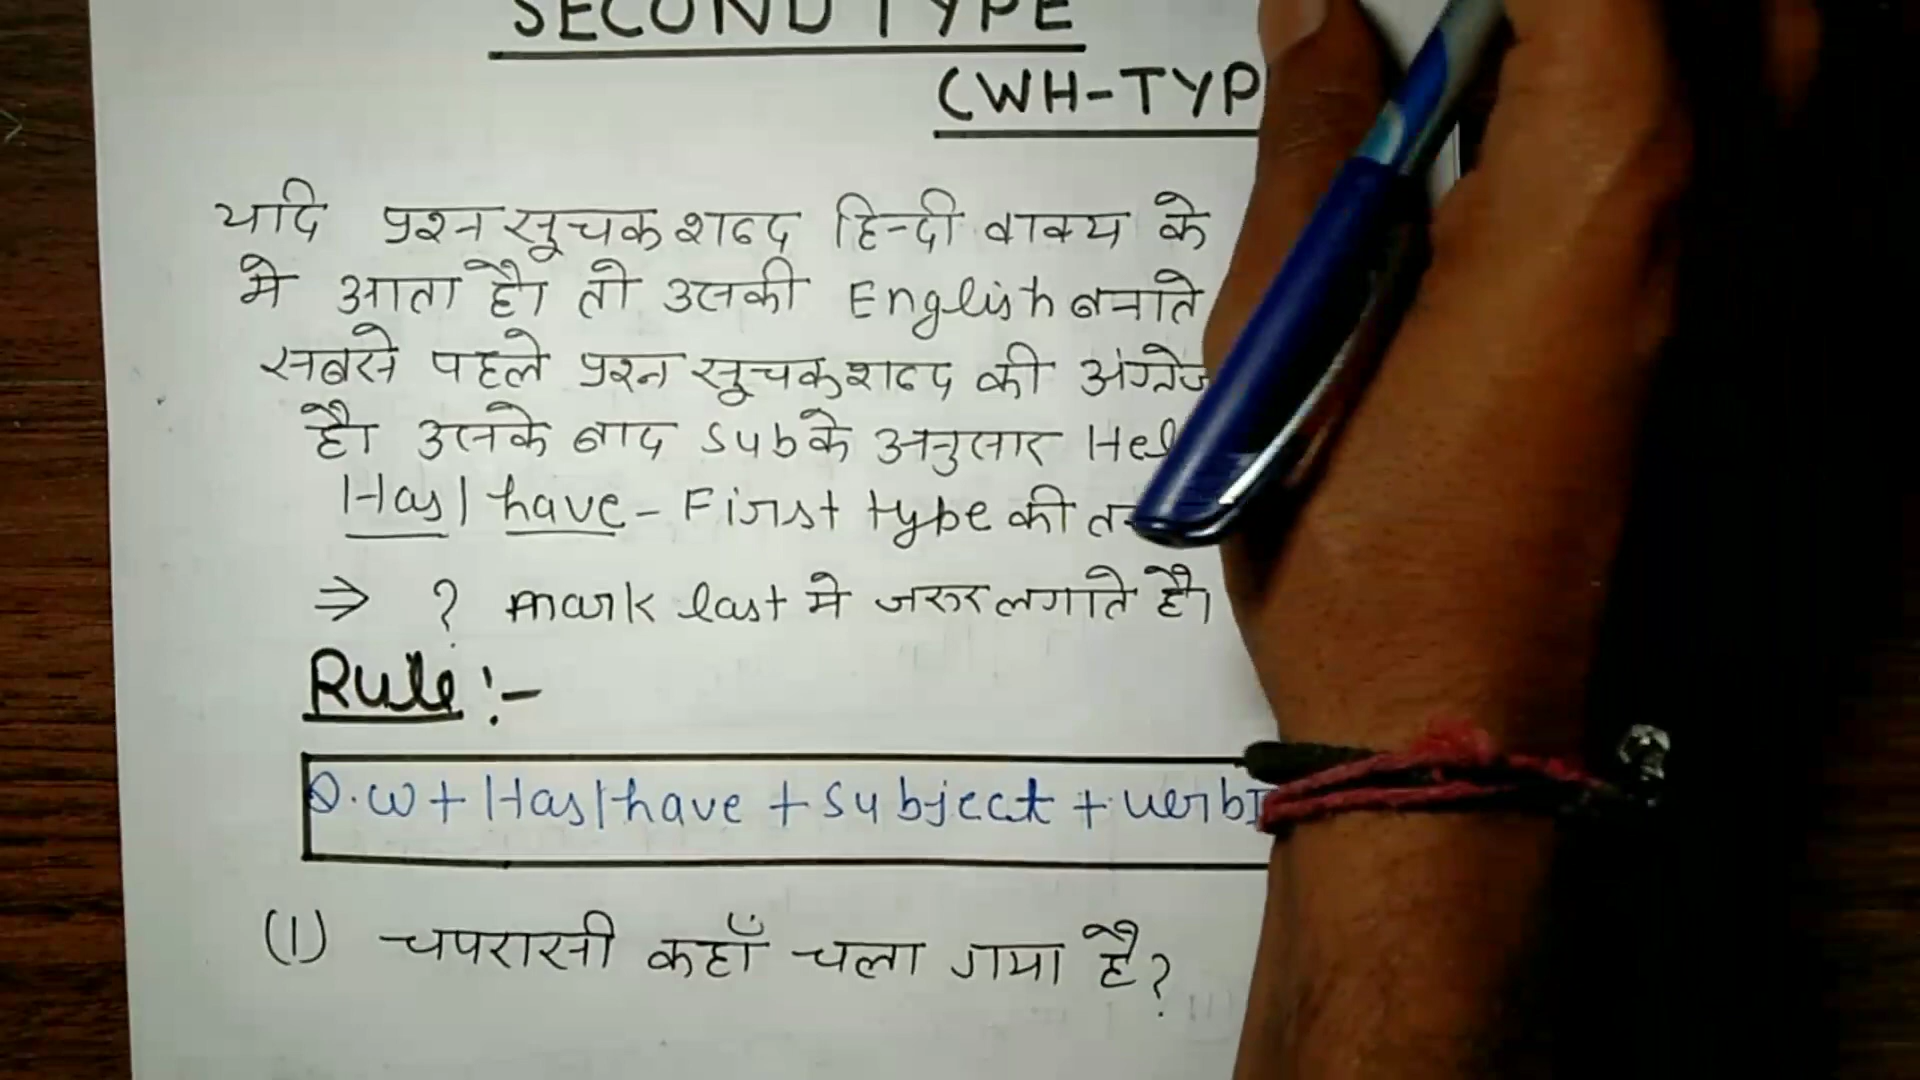 SECOND TYPE
(WH-TYP
यदि प्रश्न सूचक शब्द हिन्दी वाक्य के
मे आता है। तो उसकी English बनाते
सबसे पहले प्रश्न सूचक शब्द की अंग्रेज
है। उसके बाद Sub के अनुसार Hel
Has/have - First type की त
⇒ ? mark last मे जरुर लगाते है।
Rule :-
Q.w + Has/have + subject + verb
(1) चपरासी कहाँ चला गया है?